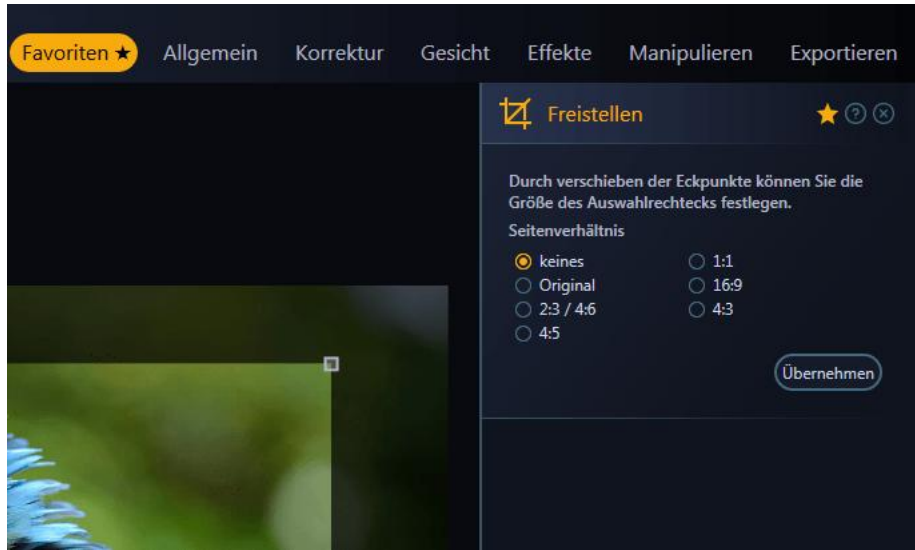 Favoriten ★ Allgemein Korrektur Gesicht Effekte Manipulieren Exportieren
Freistellen
Durch verschieben der Eckpunkte können Sie die
Größe des Auswahlrechtecks festlegen.
Seitenverhältnis
keines 1:1
Original 16:9
2:3 / 4:6 4:3
4:5
Übernehmen